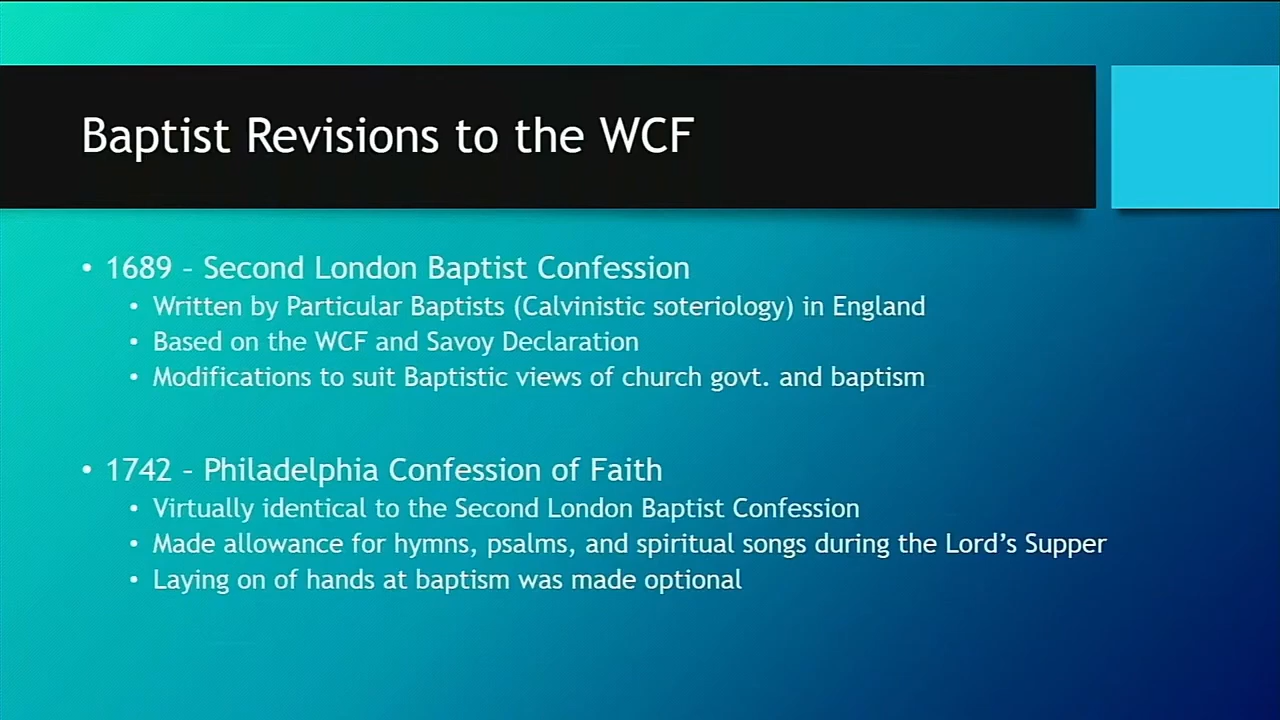 Baptist Revisions to the WCF
• 1689 – Second London Baptist Confession
• Written by Particular Baptists (Calvinistic soteriology) in England
• Based on the WCF and Savoy Declaration
• Modifications to suit Baptistic views of church govt. and baptism
• 1742 – Philadelphia Confession of Faith
• Virtually identical to the Second London Baptist Confession
• Made allowance for hymns, psalms, and spiritual songs during the Lord’s Supper
• Laying on of hands at baptism was made optional